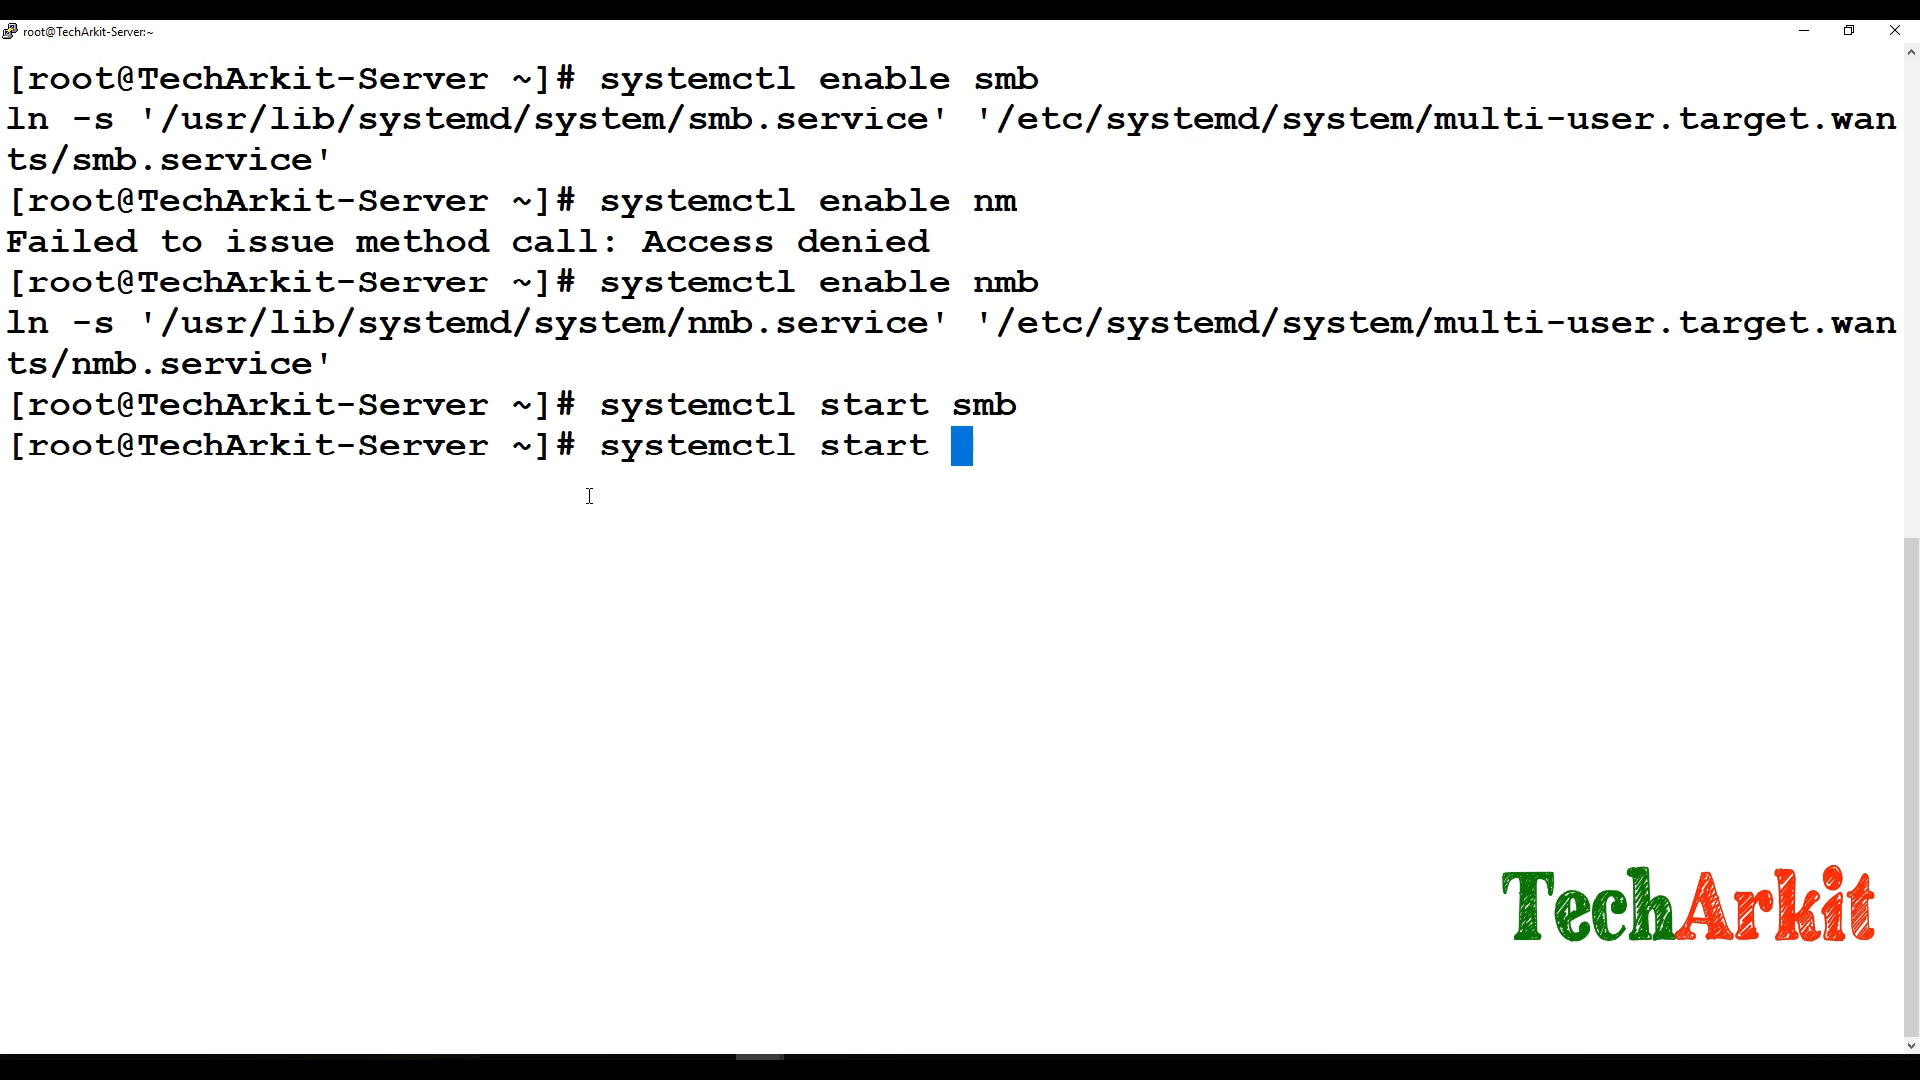 root@TechArkit-Server:~
[root@TechArkit-Server ~]# systemctl enable smb
ln -s '/usr/lib/systemd/system/smb.service' '/etc/systemd/system/multi-user.target.wan
ts/smb.service'
[root@TechArkit-Server ~]# systemctl enable nm
Failed to issue method call: Access denied
[root@TechArkit-Server ~]# systemctl enable nmb
ln -s '/usr/lib/systemd/system/nmb.service' '/etc/systemd/system/multi-user.target.wan
ts/nmb.service'
[root@TechArkit-Server ~]# systemctl start smb
[root@TechArkit-Server ~]# systemctl start
TechArkit